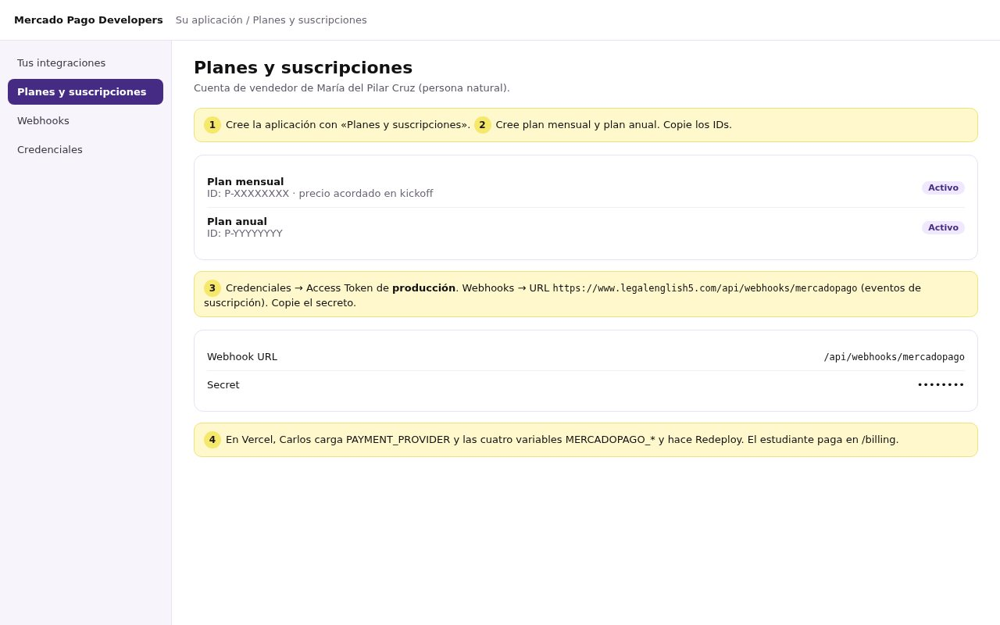 Mercado Pago Developers
Su aplicación / Planes y suscripciones
Tus integraciones
Planes y suscripciones
Webhooks
Credenciales
Planes y suscripciones
Cuenta de vendedor de María del Pilar Cruz (persona natural).
1 Cree la aplicación con «Planes y suscripciones». 2 Cree plan mensual y plan anual. Copie los IDs.
Plan mensual
ID: P-XXXXXXXX · precio acordado en kickoff
Activo
Plan anual
ID: P-YYYYYYYY
Activo
3 Credenciales → Access Token de producción. Webhooks → URL https://www.legalenglish5.com/api/webhooks/mercadopago (eventos de
suscripción). Copie el secreto.
Webhook URL
/api/webhooks/mercadopago
Secret
••••••••
4 En Vercel, Carlos carga PAYMENT_PROVIDER y las cuatro variables MERCADOPAGO_* y hace Redeploy. El estudiante paga en /billing.